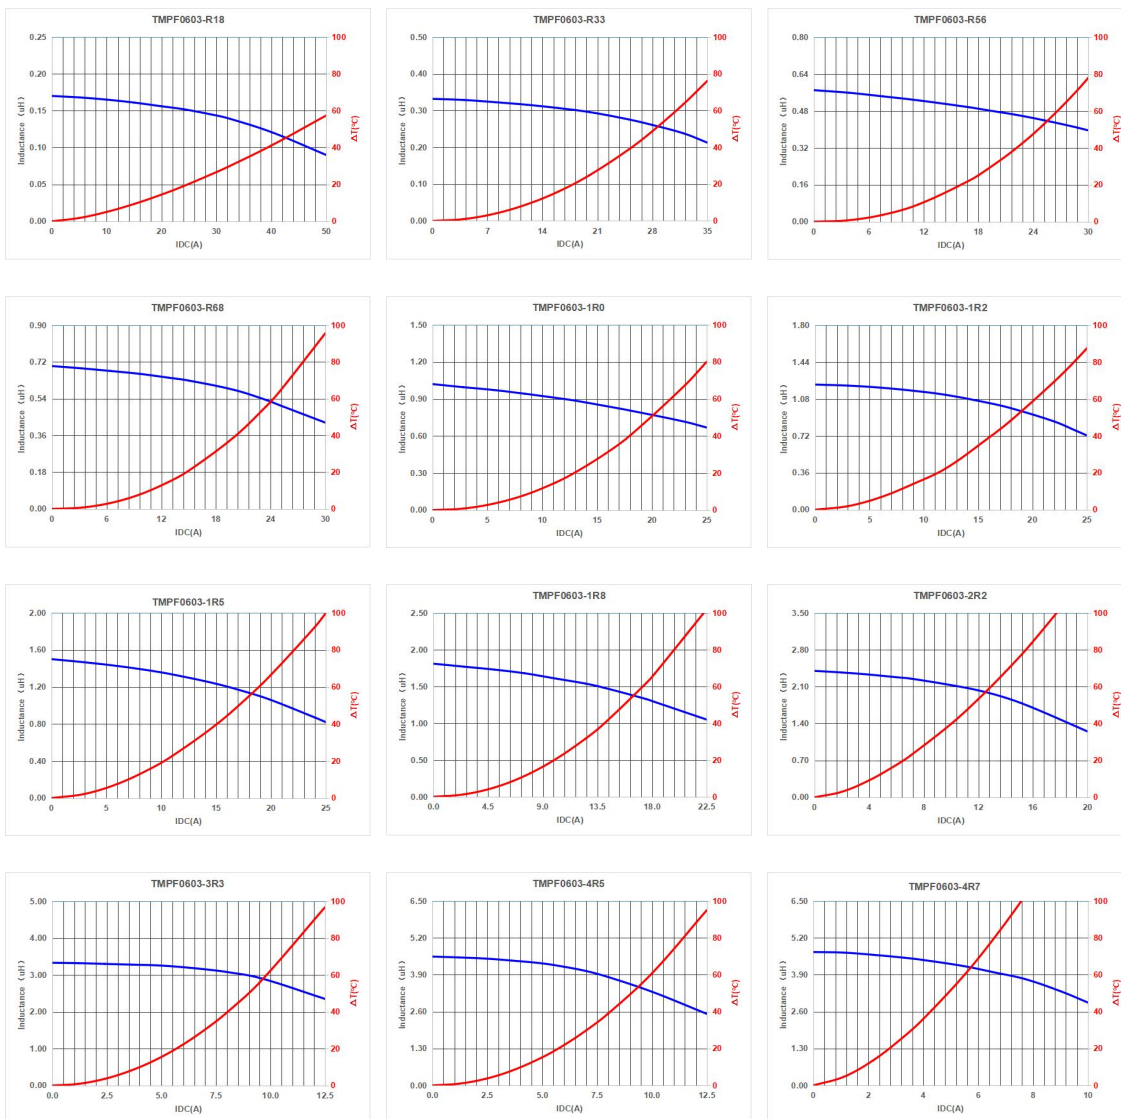 TMPF0603-R18
0.25
0.20
0.15
0.10
0.05
0.00
Inductance (uH)
100
80
60
40
20
0
ΔT(℃)
0 10 20 30 40 50
IDC(A)
TMPF0603-R33
0.50
0.40
0.30
0.20
0.10
0.00
Inductance (uH)
100
80
60
40
20
0
ΔT(℃)
0 7 14 21 28 35
IDC(A)
TMPF0603-R56
0.80
0.64
0.48
0.32
0.16
0.00
Inductance (uH)
100
80
60
40
20
0
ΔT(℃)
0 6 12 18 24 30
IDC(A)
TMPF0603-R68
0.90
0.72
0.54
0.36
0.18
0.00
Inductance (uH)
100
80
60
40
20
0
ΔT(℃)
0 6 12 18 24 30
IDC(A)
TMPF0603-1R0
1.50
1.20
0.90
0.60
0.30
0.00
Inductance (uH)
100
80
60
40
20
0
ΔT(℃)
0 5 10 15 20 25
IDC(A)
TMPF0603-1R2
1.80
1.44
1.08
0.72
0.36
0.00
Inductance (uH)
100
80
60
40
20
0
ΔT(℃)
0 5 10 15 20 25
IDC(A)
TMPF0603-1R5
2.00
1.60
1.20
0.80
0.40
0.00
Inductance (uH)
100
80
60
40
20
0
ΔT(℃)
0 5 10 15 20 25
IDC(A)
TMPF0603-1R8
2.50
2.00
1.50
1.00
0.50
0.00
Inductance (uH)
100
80
60
40
20
0
ΔT(℃)
0.0 4.5 9.0 13.5 18.0 22.5
IDC(A)
TMPF0603-2R2
3.50
2.80
2.10
1.40
0.70
0.00
Inductance (uH)
100
80
60
40
20
0
ΔT(℃)
0 4 8 12 16 20
IDC(A)
TMPF0603-3R3
5.00
4.00
3.00
2.00
1.00
0.00
Inductance (uH)
100
80
60
40
20
0
ΔT(℃)
0.0 2.5 5.0 7.5 10.0 12.5
IDC(A)
TMPF0603-4R5
6.50
5.20
3.90
2.60
1.30
0.00
Inductance (uH)
100
80
60
40
20
0
ΔT(℃)
0.0 2.5 5.0 7.5 10.0 12.5
IDC(A)
TMPF0603-4R7
6.50
5.20
3.90
2.60
1.30
0.00
Inductance (uH)
100
80
60
40
20
0
ΔT(℃)
0 2 4 6 8 10
IDC(A)